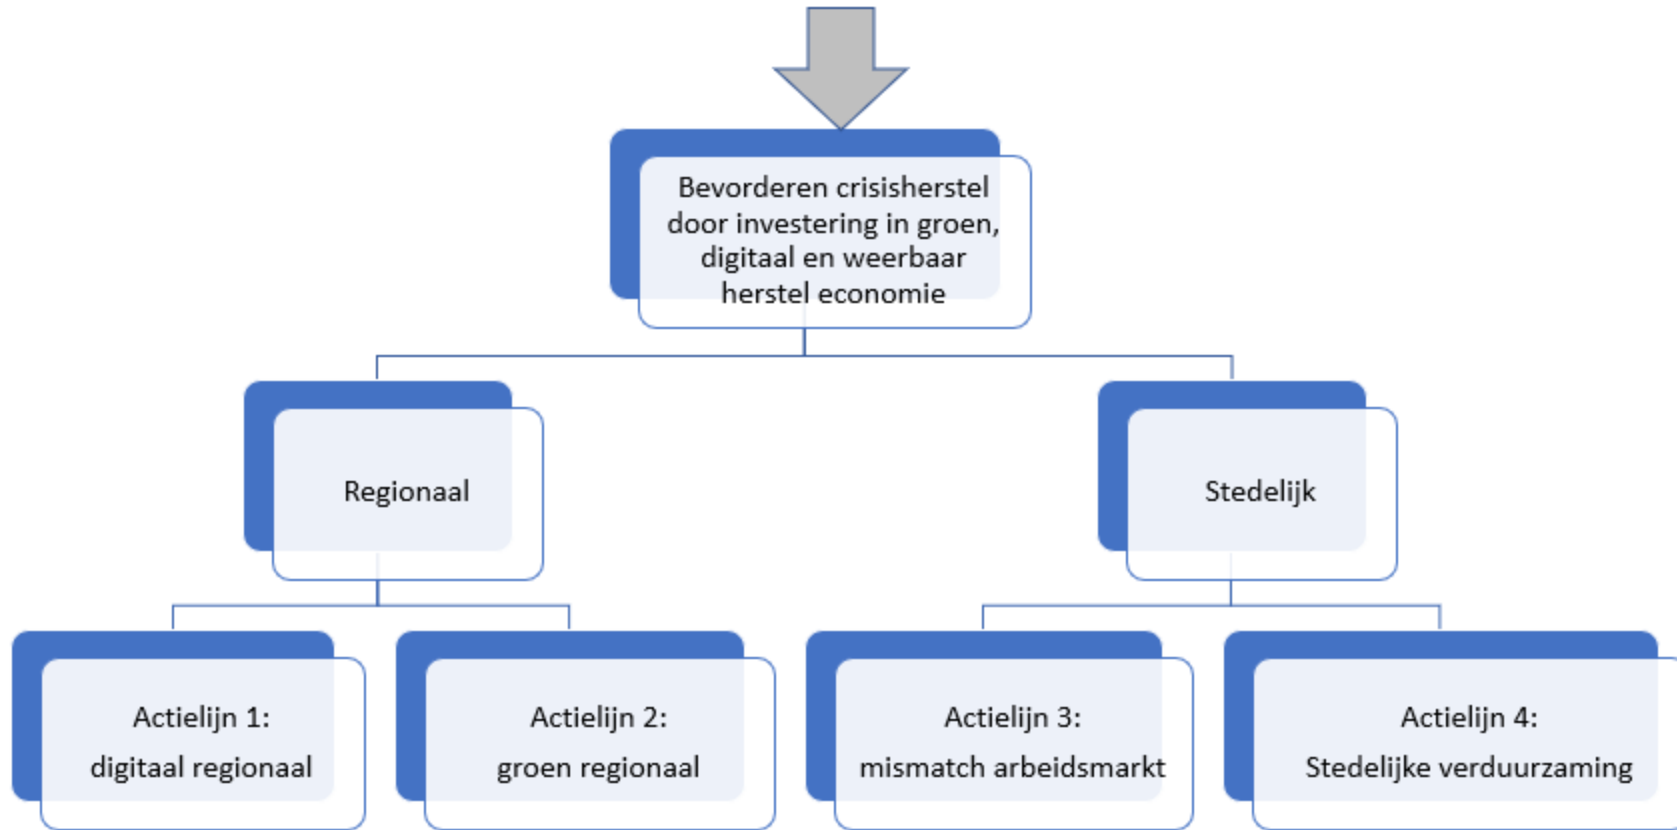 Bevorderen crisisherstel
door investering in groen,
digitaal en weerbaar
herstel economie
Regionaal
Stedelijk
Actielijn 1:
digitaal regionaal
Actielijn 2:
groen regionaal
Actielijn 3:
mismatch arbeidsmarkt
Actielijn 4:
Stedelijke verduurzaming